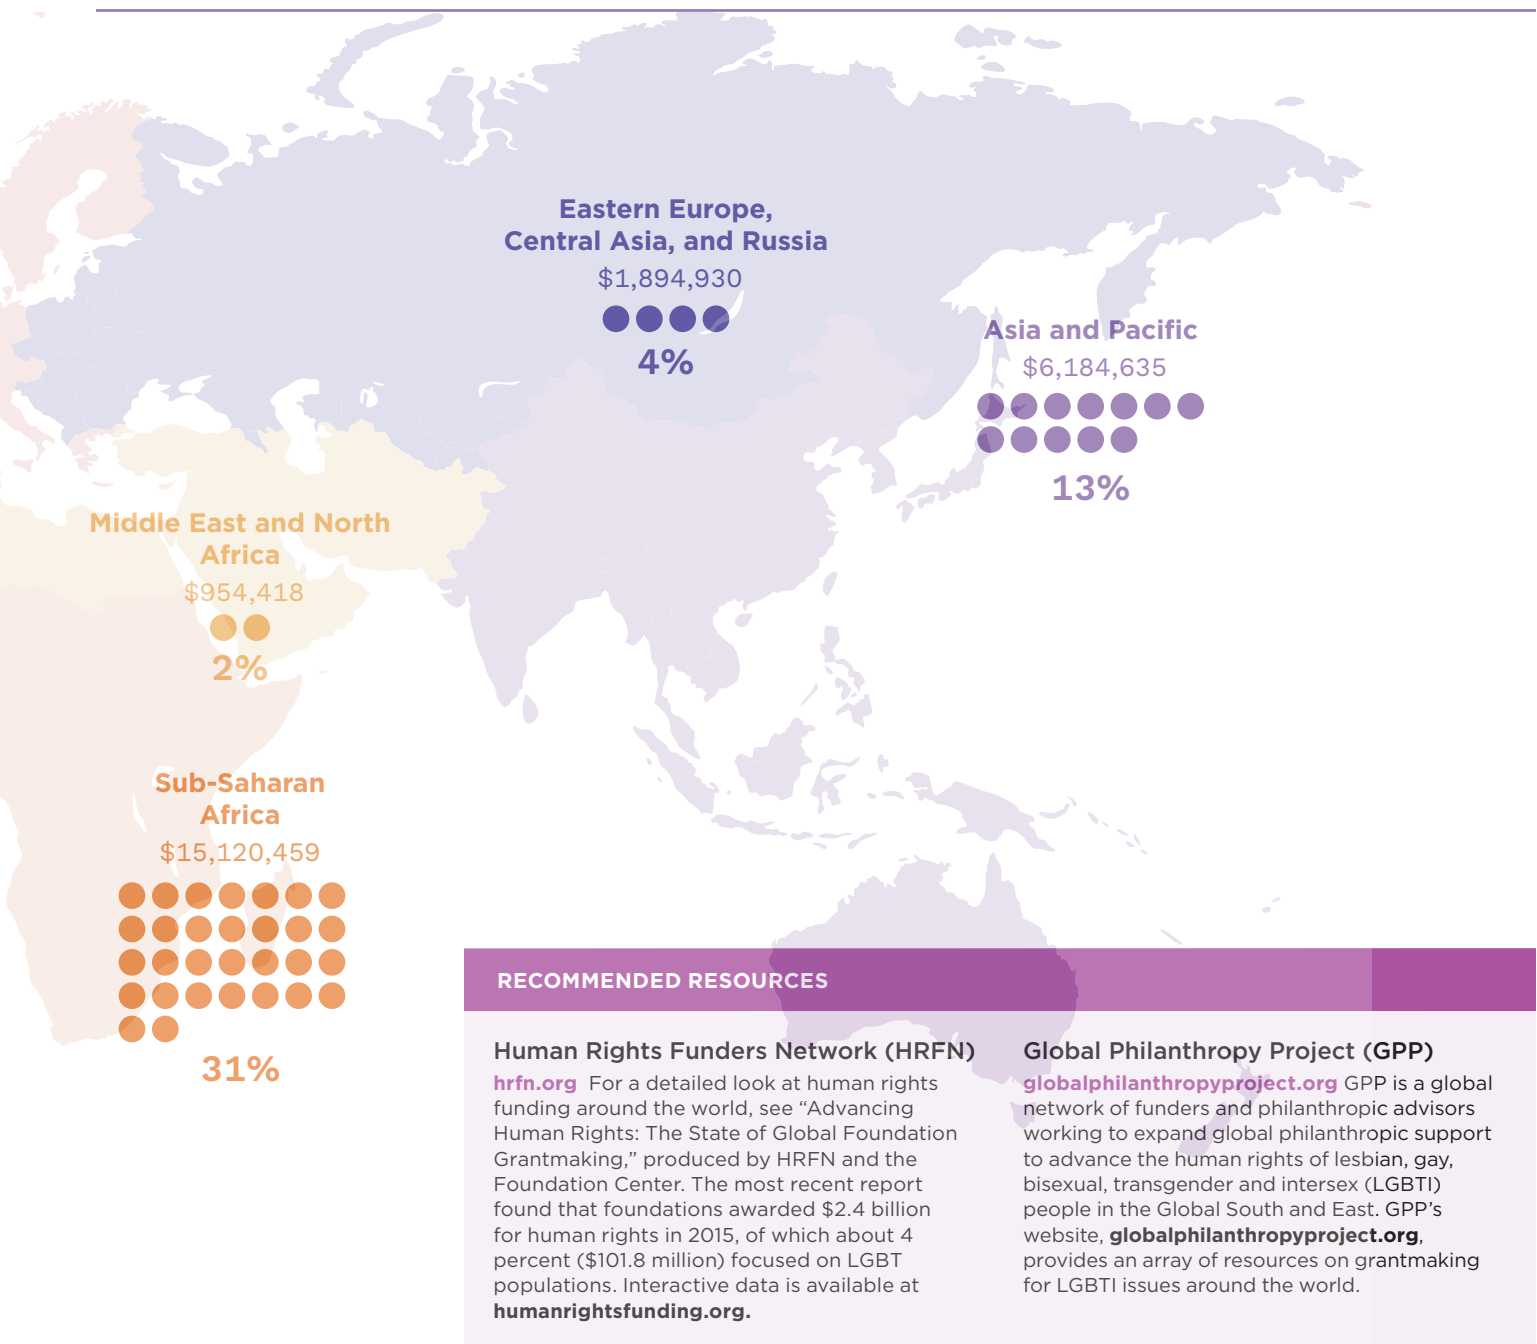 Eastern Europe,
Central Asia, and Russia
$1,894,930
4%
Asia and Pacific
$6,184,635
13%
Middle East and North
Africa
$954,418
2%
Sub-Saharan
Africa
$15,120,459
31%
RECOMMENDED RESOURCES
Human Rights Funders Network (HRFN)
hrfn.org For a detailed look at human rights
funding around the world, see “Advancing
Human Rights: The State of Global Foundation
Grantmaking,” produced by HRFN and the
Foundation Center. The most recent report
found that foundations awarded $2.4 billion
for human rights in 2015, of which about 4
percent ($101.8 million) focused on LGBT
populations. Interactive data is available at
humanrightsfunding.org.
Global Philanthropy Project (GPP)
globalphilanthropyproject.org GPP is a global
network of funders and philanthropic advisors
working to expand global philanthropic support
to advance the human rights of lesbian, gay,
bisexual, transgender and intersex (LGBTI)
people in the Global South and East. GPP’s
website, globalphilanthropyproject.org,
provides an array of resources on grantmaking
for LGBTI issues around the world.